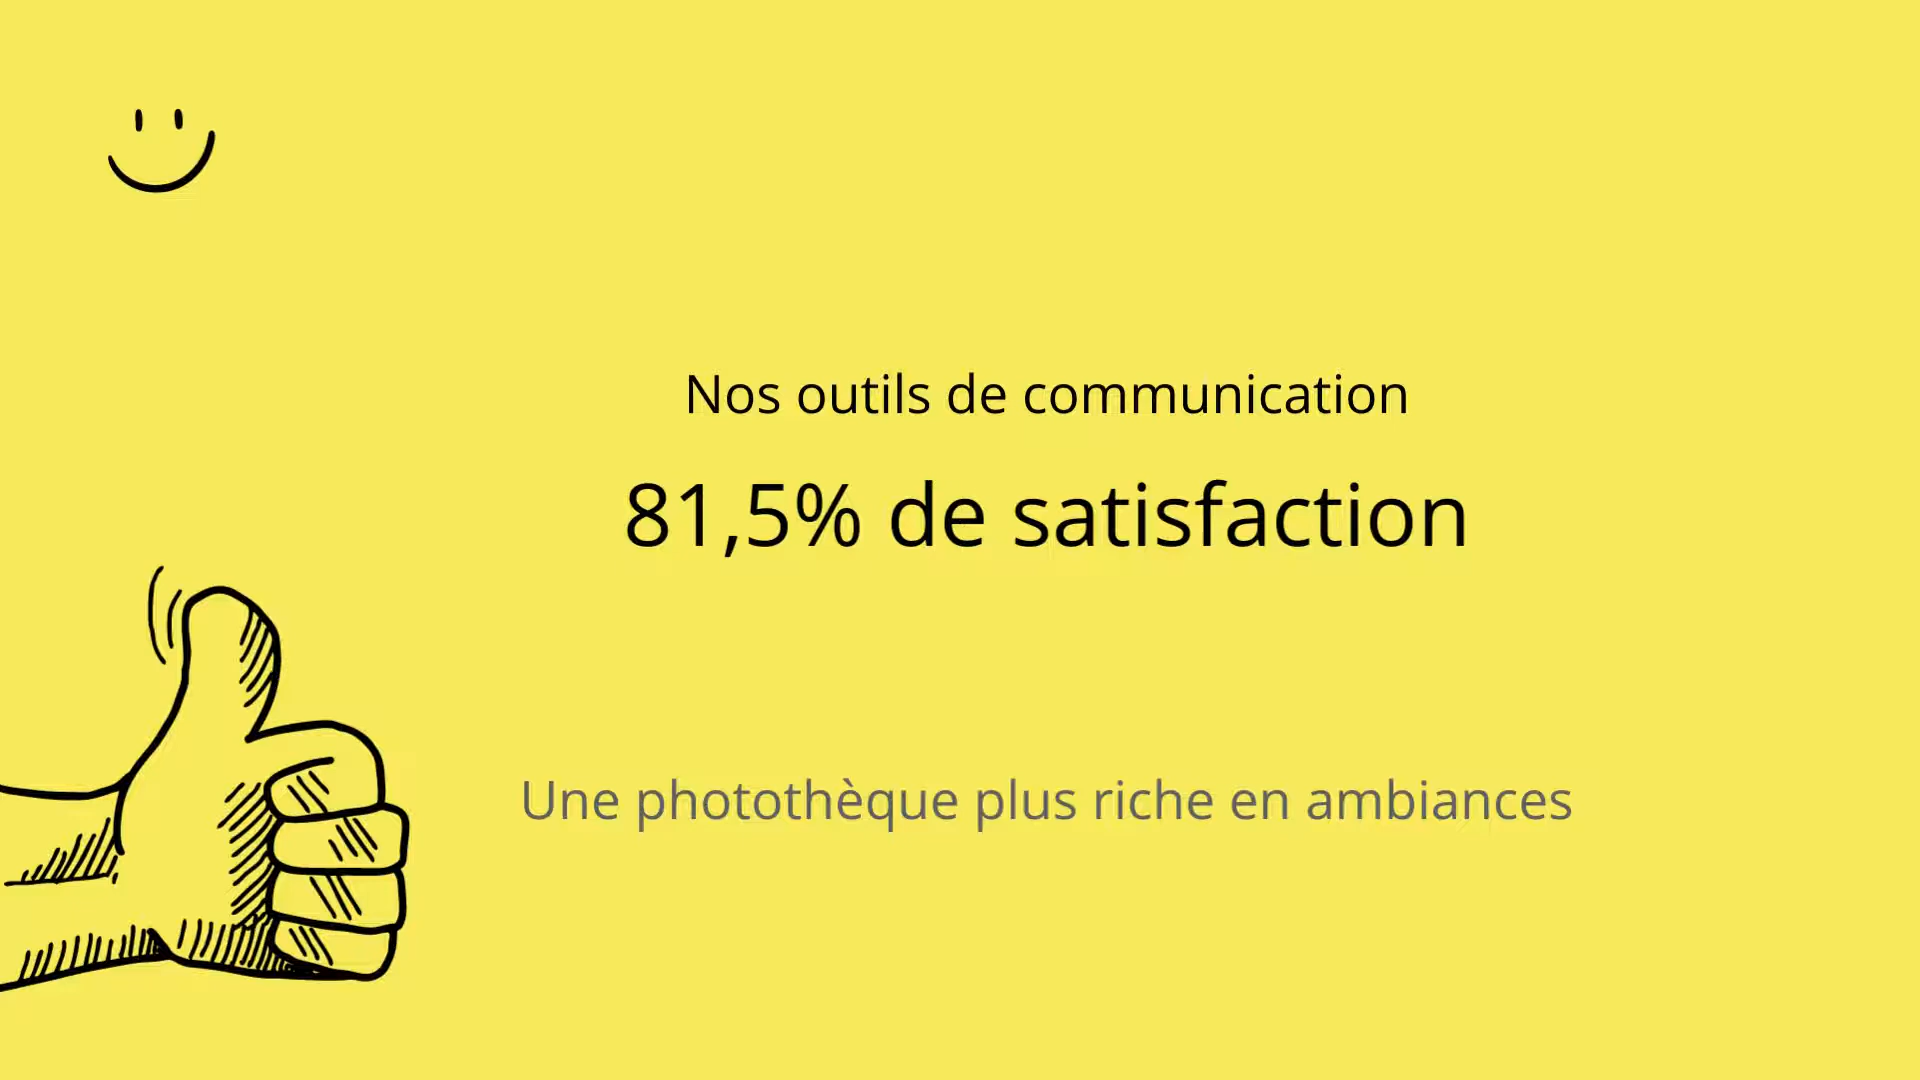 Nos outils de communication
81,5% de satisfaction
Une photothèque plus riche en ambiances